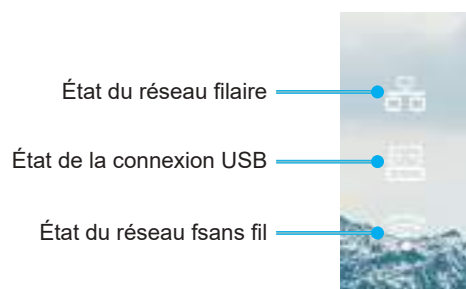 État du réseau filaire
État de la connexion USB
État du réseau fsans fil